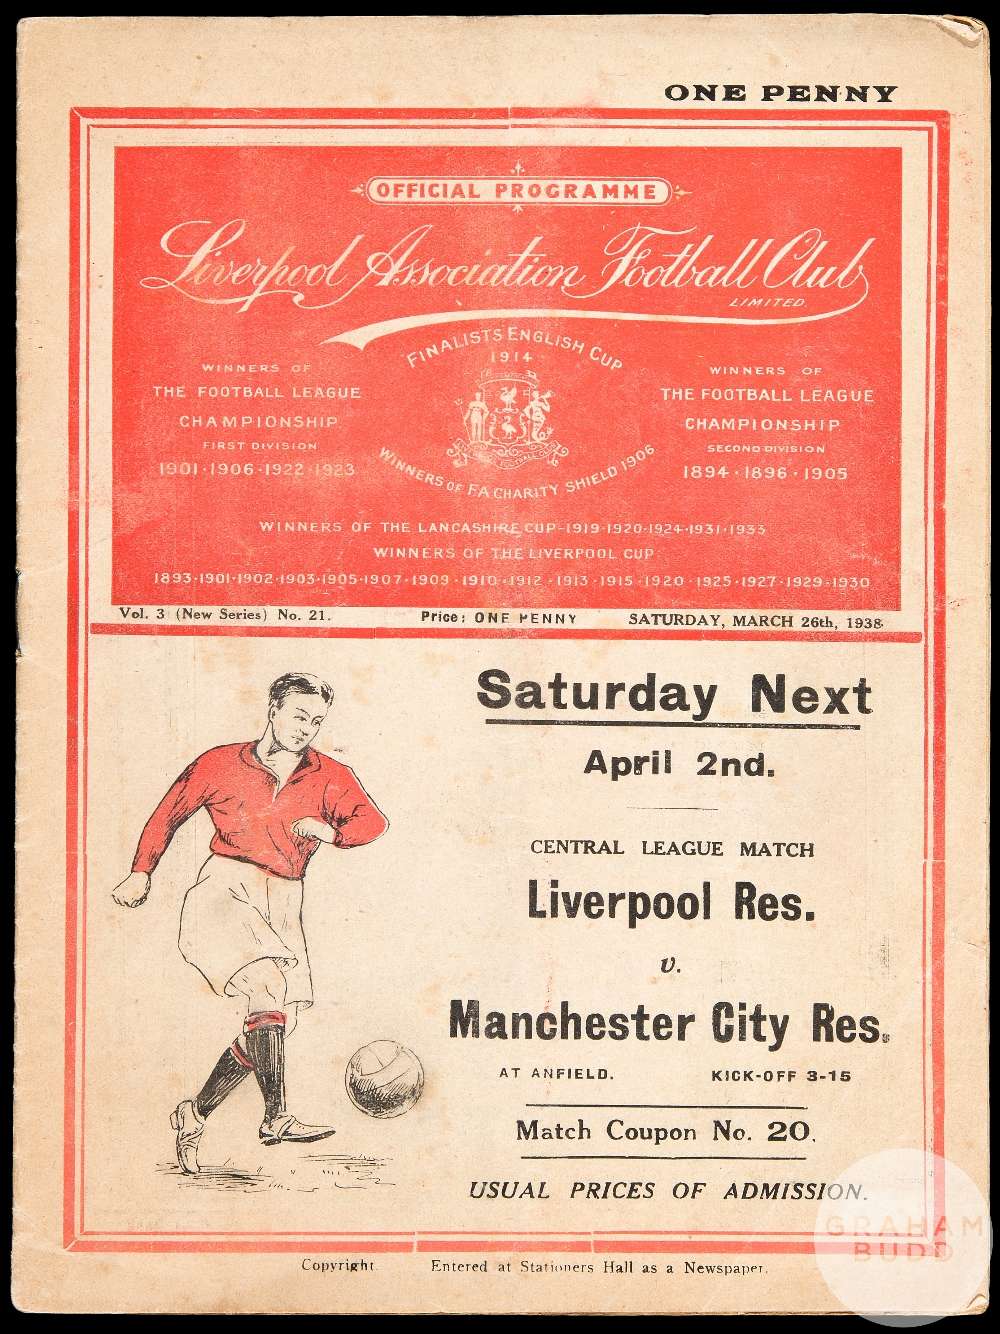 ONE PENNY
OFFICIAL PROGRAMME
Liverpool Association Football Club
LIMITED.
FINALISTS ENGLISH CUP
1914
WINNERS OF
THE FOOTBALL LEAGUE
CHAMPIONSHIP
FIRST DIVISION
1901·1906·1922·1923
WINNERS OF F.A CHARITY SHIELD 1906
WINNERS OF
THE FOOTBALL LEAGUE
CHAMPIONSHIP
SECOND DIVISION
1894·1896·1905
WINNERS OF THE LANCASHIRE CUP-1919·1920·1924·1931·1933
WINNERS OF THE LIVERPOOL CUP
1893·1901·1902·1903·1905·1907·1909·1910·1912·1913·1915·1920·1925·1927·1929·1930
Vol. 3 (New Series) No. 21. Price: ONE PENNY SATURDAY, MARCH 26th, 1938
Saturday Next
April 2nd.
CENTRAL LEAGUE MATCH
Liverpool Res.
v.
Manchester City Res.
AT ANFIELD. KICK-OFF 3-15
Match Coupon No. 20.
USUAL PRICES OF ADMISSION.
GRAHAM
BUDD
Copyright. Entered at Stationers Hall as a Newspaper.